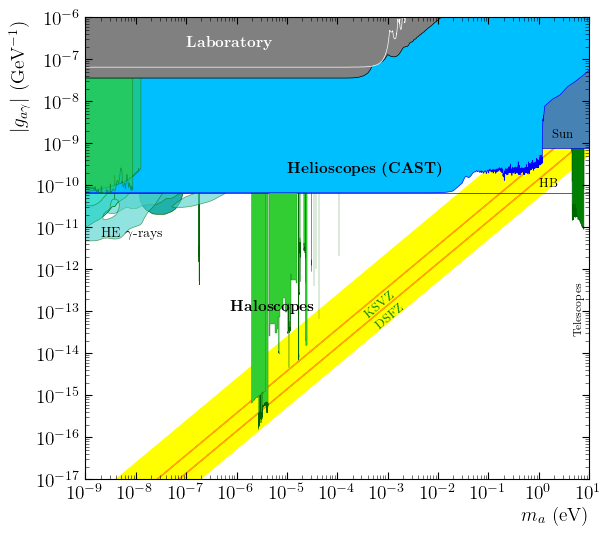 |g_{aγ}| (GeV^{−1})
10^{−6}
10^{−7}
10^{−8}
10^{−9}
10^{−10}
10^{−11}
10^{−12}
10^{−13}
10^{−14}
10^{−15}
10^{−16}
10^{−17}
Laboratory
Sun
Helioscopes (CAST)
HB
HE γ-rays
Telescopes
Haloscopes
KSVZ
DSFZ
10^{−9} 10^{−8} 10^{−7} 10^{−6} 10^{−5} 10^{−4} 10^{−3} 10^{−2} 10^{−1} 10^{0} 10^{1}
m_a (eV)